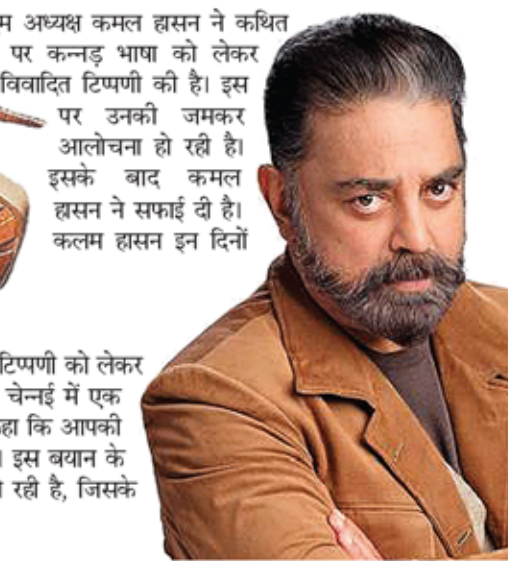 म अध्यक्ष कमल हासन ने कथित
पर कन्नड़ भाषा को लेकर
विवादित टिप्पणी की है। इस
पर उनकी जमकर
आलोचना हो रही है।
इसके बाद कमल
हासन ने सफाई दी है।
कलम हासन इन दिनों
टिप्पणी को लेकर
चेन्नई में एक
हा कि आपकी
। इस बयान के
रही है, जिसके